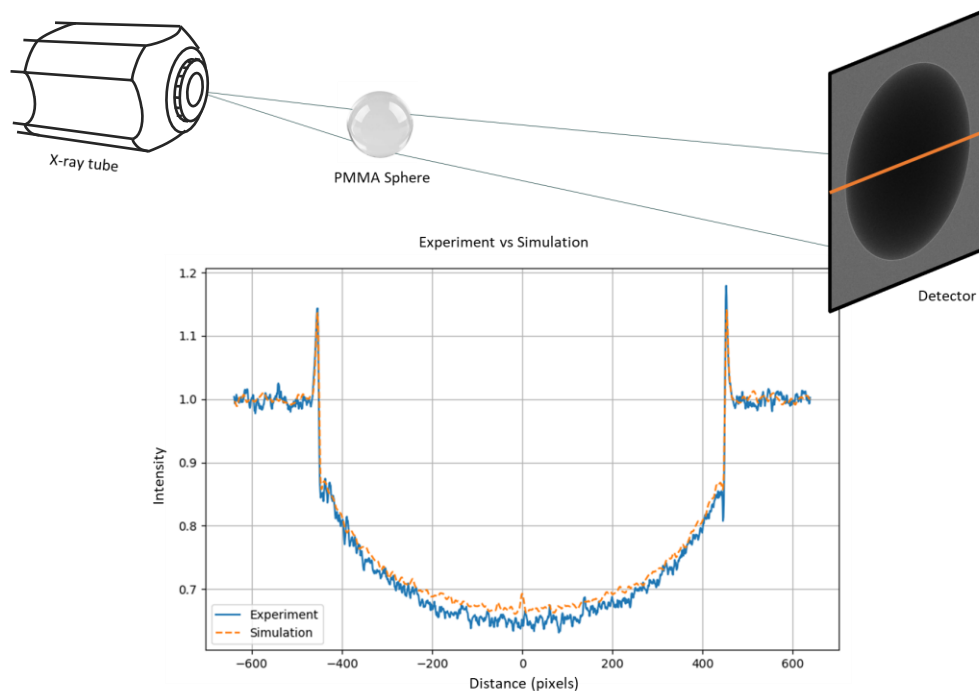 X-ray tube
PMMA Sphere
Detector
Experiment vs Simulation
1.2
1.1
1.0
0.9
0.8
0.7
Intensity
Experiment
Simulation
−600 −400 −200 0 200 400 600
Distance (pixels)